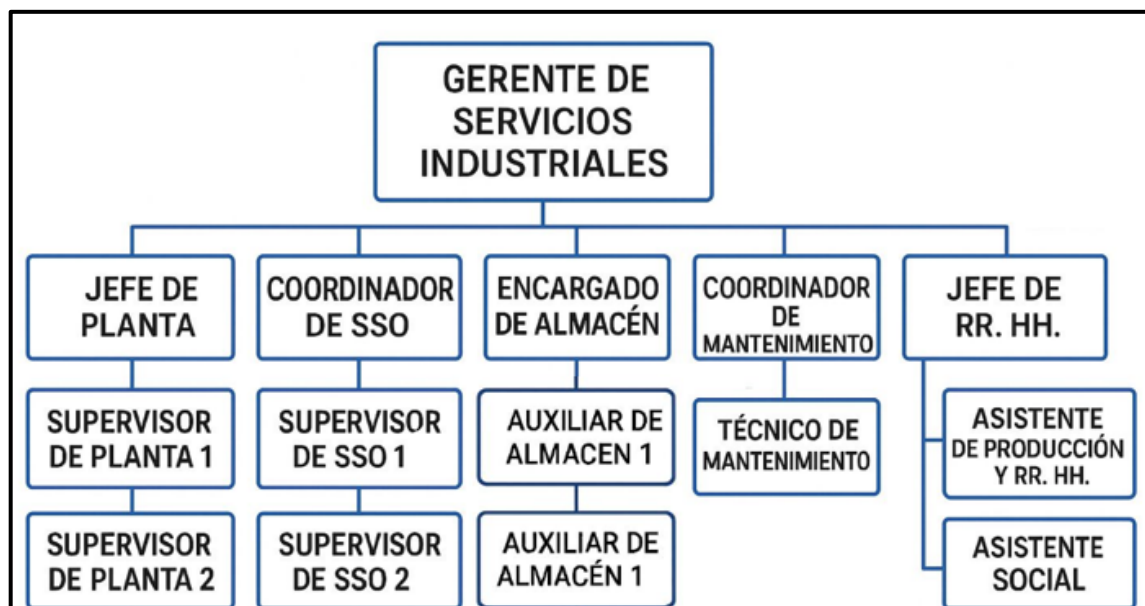 GERENTE DE
SERVICIOS
INDUSTRIALES
JEFE DE
PLANTA
COORDINADOR
DE SSO
ENCARGADO
DE ALMACÉN
COORDINADOR
DE
MANTENIMIENTO
JEFE DE
RR. HH.
SUPERVISOR
DE PLANTA 1
SUPERVISOR
DE SSO 1
AUXILIAR DE
ALMACEN 1
TÉCNICO DE
MANTENIMIENTO
ASISTENTE
DE PRODUCCIÓN
Y RR. HH.
SUPERVISOR
DE PLANTA 2
SUPERVISOR
DE SSO 2
AUXILIAR DE
ALMACÉN 1
ASISTENTE
SOCIAL